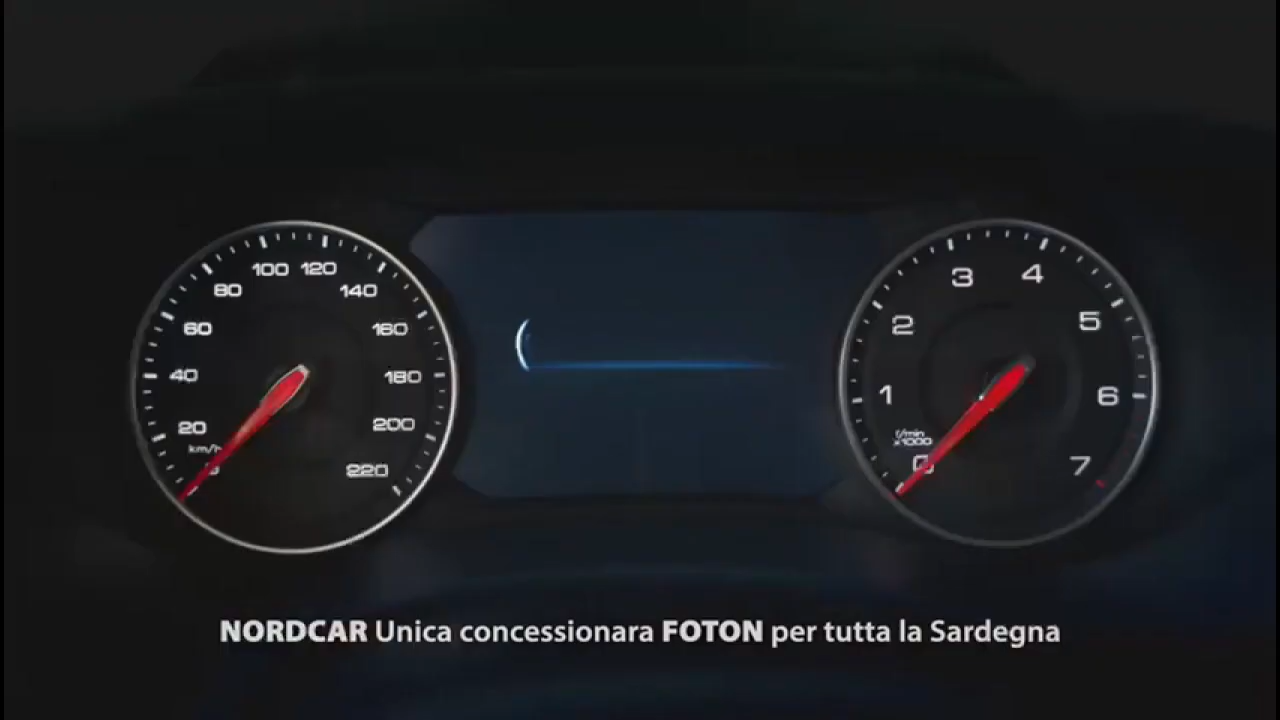 100 120
80 140
60 160
40 180
20 200
km/h
220
3 4
2 5
1 6
r/min
x1000
0 7
NORDCAR Unica concessionara FOTON per tutta la Sardegna